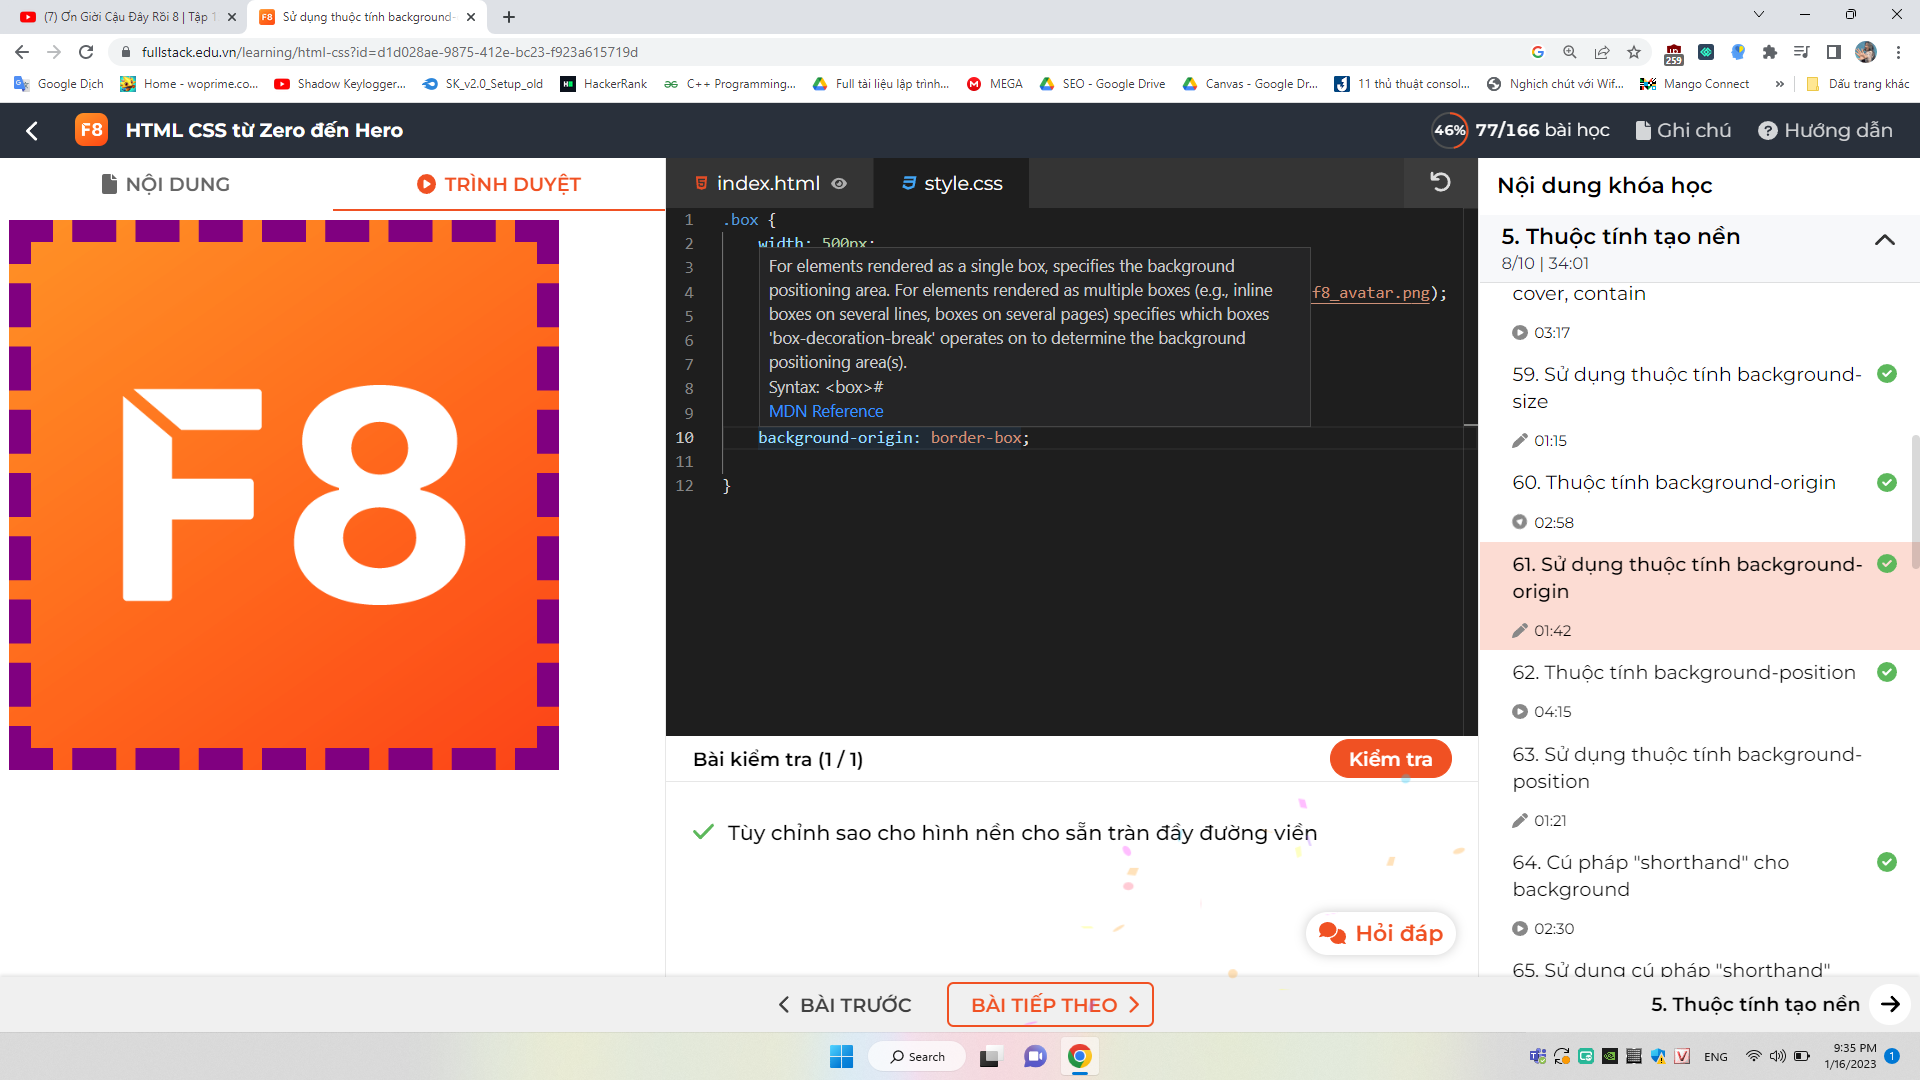 (7) Ơn Giời Cậu Đây Rồi 8 | Tập 1
Sử dụng thuộc tính background-
fullstack.edu.vn/learning/html-css?id=d1d028ae-9875-412e-bc23-f923a615719d
259
Google Dịch
Home - woprime.co...
Shadow Keylogger...
SK_v2.0_Setup_old
HackerRank
C++ Programming...
Full tài liệu lập trình...
MEGA
SEO - Google Drive
Canvas - Google Dr...
11 thủ thuật consol...
Nghịch chút với Wif...
Mango Connect
»
Dấu trang khác
F8
HTML CSS từ Zero đến Hero
46%
77/166 bài học
Ghi chú
Hướng dẫn
NỘI DUNG
TRÌNH DUYỆT
F8
index.html
style.css
1 .box {
2 width: 500px;
3
4 f8_avatar.png);
5
6
7
8
9
For elements rendered as a single box, specifies the background
positioning area. For elements rendered as multiple boxes (e.g., inline
boxes on several lines, boxes on several pages) specifies which boxes
'box-decoration-break' operates on to determine the background
positioning area(s).
Syntax: <box>#
MDN Reference
10 background-origin: border-box;
11
12 }
Bài kiểm tra (1 / 1)
Kiểm tra
Tùy chỉnh sao cho hình nền cho sẵn tràn đầy đường viền
Hỏi đáp
Nội dung khóa học
5. Thuộc tính tạo nền
8/10 | 34:01
cover, contain
03:17
59. Sử dụng thuộc tính background-
size
01:15
60. Thuộc tính background-origin
02:58
61. Sử dụng thuộc tính background-
origin
01:42
62. Thuộc tính background-position
04:15
63. Sử dụng thuộc tính background-
position
01:21
64. Cú pháp "shorthand" cho
background
02:30
65. Sử dụng cú pháp "shorthand"
BÀI TRƯỚC
BÀI TIẾP THEO
5. Thuộc tính tạo nền
Search
ENG
9:35 PM
1/16/2023
1